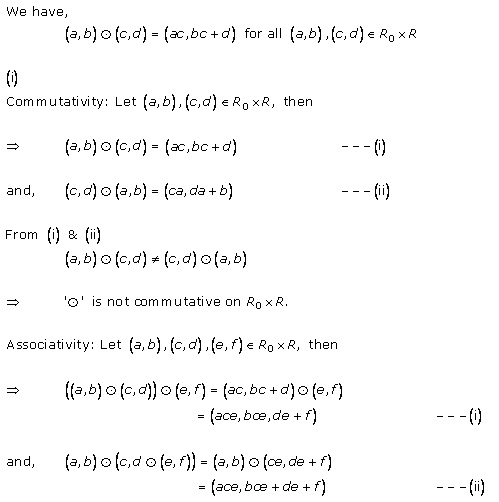 We have,
(a,b)⊙(c,d) = (ac,bc+d) for all (a,b),(c,d) ∈ R₀×R
(i)
Commutativity: Let (a,b),(c,d) ∈ R₀×R, then
⇒ (a,b)⊙(c,d) = (ac,bc+d) ---(i)
and, (c,d)⊙(a,b) = (ca,da+b) ---(ii)
From (i) & (ii)
(a,b)⊙(c,d) ≠ (c,d)⊙(a,b)
⇒ '⊙' is not commutative on R₀×R.
Associativity: Let (a,b),(c,d),(e,f) ∈ R₀×R, then
⇒ ((a,b)⊙(c,d))⊙(e,f) = (ac,bc+d)⊙(e,f)
= (ace,bce,de+f) ---(i)
and, (a,b)⊙(c,d⊙(e,f)) = (a,b)⊙(ce,de+f)
= (ace,bce+de+f) ---(ii)